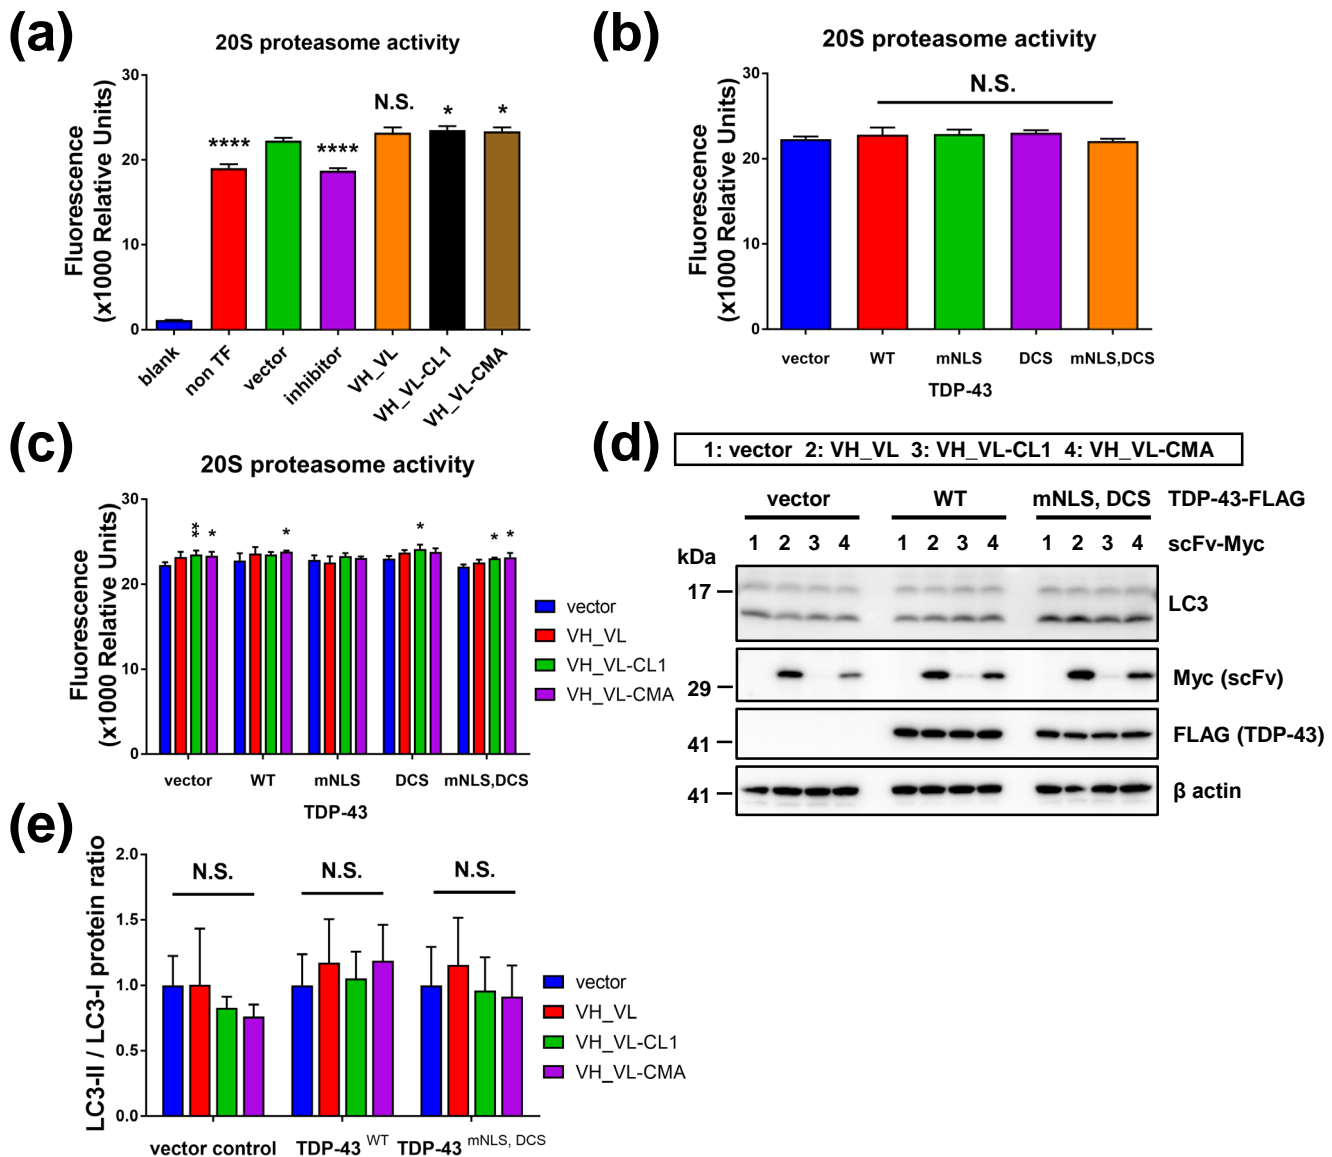 (a)
20S proteasome activity
Fluorescence
(x1000 Relative Units)
30
20
10
0
****
****
N.S.
*
*
blank
non TF
vector
inhibitor
VH_VL
VH_VL-CL1
VH_VL-CMA
(b)
20S proteasome activity
Fluorescence
(x1000 Relative Units)
30
20
10
0
N.S.
vector WT mNLS DCS mNLS,DCS
TDP-43
(c)
20S proteasome activity
Fluorescence
(x1000 Relative Units)
30
20
10
0
** * * * * *
vector WT mNLS DCS mNLS,DCS
TDP-43
vector
VH_VL
VH_VL-CL1
VH_VL-CMA
(d)
1: vector 2: VH_VL 3: VH_VL-CL1 4: VH_VL-CMA
vector WT mNLS, DCS TDP-43-FLAG
1 2 3 4 1 2 3 4 1 2 3 4 scFv-Myc
kDa
17 LC3
29 Myc (scFv)
41 FLAG (TDP-43)
41 β actin
(e)
LC3-II / LC3-I protein ratio
2.0
1.5
1.0
0.5
0.0
N.S. N.S. N.S.
vector control TDP-43 WT TDP-43 mNLS, DCS
vector
VH_VL
VH_VL-CL1
VH_VL-CMA